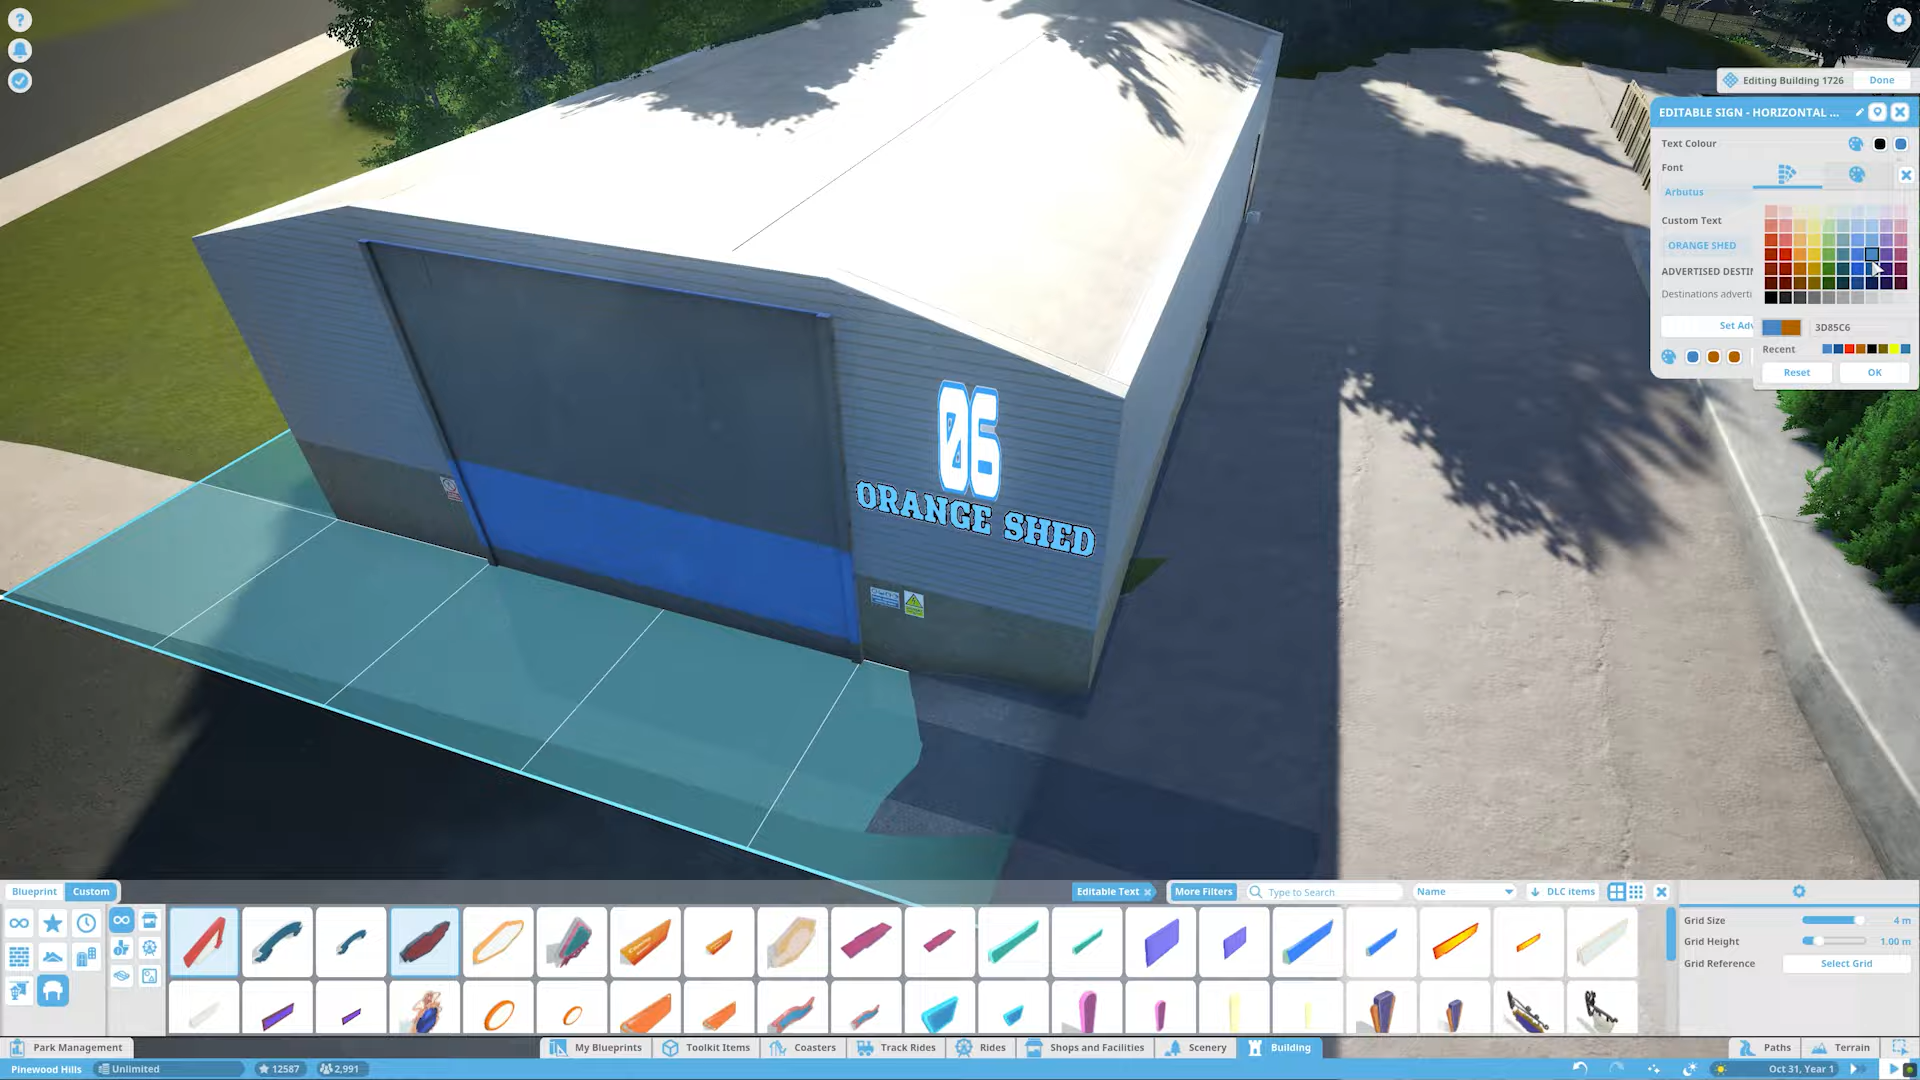 Editing Building 1726
Done
EDITABLE SIGN - HORIZONTAL ...
Text Colour
Font
Arbutus
Custom Text
ORANGE SHED
ADVERTISED DESTIN
Destinations adverti
Set Adv
3D85C6
Recent
Reset
OK
06
ORANGE SHED
Blueprint
Custom
Editable Text
More Filters
Type to Search
Name
DLC items
Grid Size
4 m
Grid Height
1.00 m
Grid Reference
Select Grid
Park Management
My Blueprints
Toolkit Items
Coasters
Track Rides
Rides
Shops and Facilities
Scenery
Building
Paths
Terrain
Pinewood Hills
Unlimited
12587
2,991
Oct 31, Year 1